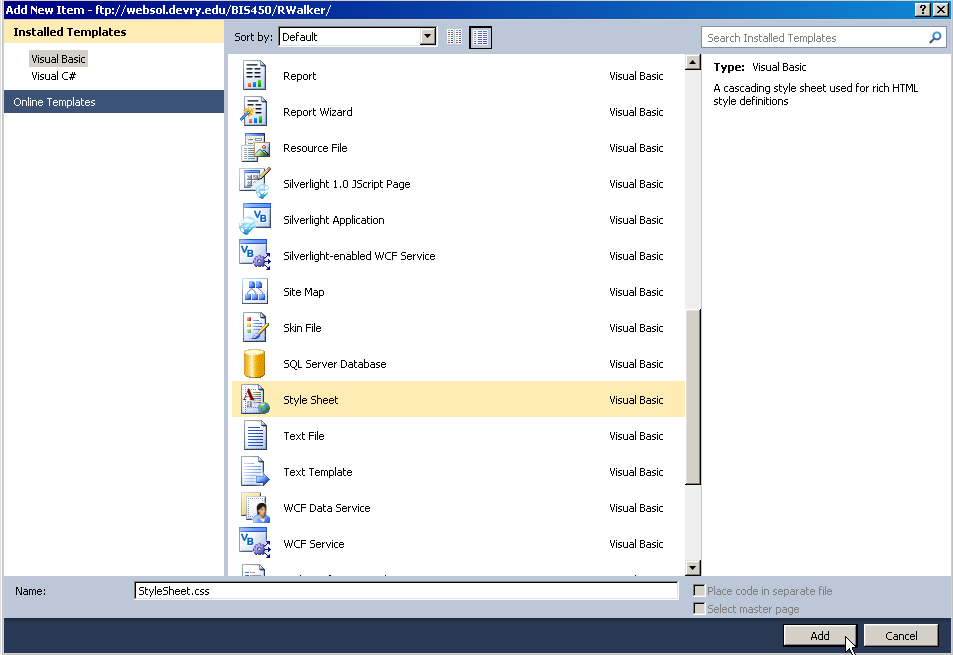 Add New Item - ftp://websol.devry.edu/BIS450/RWalker/
Installed Templates
Visual Basic
Visual C#
Online Templates
Sort by: Default
Search Installed Templates
Report Visual Basic
Report Wizard Visual Basic
Resource File Visual Basic
Silverlight 1.0 JScript Page Visual Basic
Silverlight Application Visual Basic
Silverlight-enabled WCF Service Visual Basic
Site Map Visual Basic
Skin File Visual Basic
SQL Server Database Visual Basic
Style Sheet Visual Basic
Text File Visual Basic
Text Template Visual Basic
WCF Data Service Visual Basic
WCF Service Visual Basic
Type: Visual Basic
A cascading style sheet used for rich HTML
style definitions
Name: StyleSheet.css
Place code in separate file
Select master page
Add Cancel